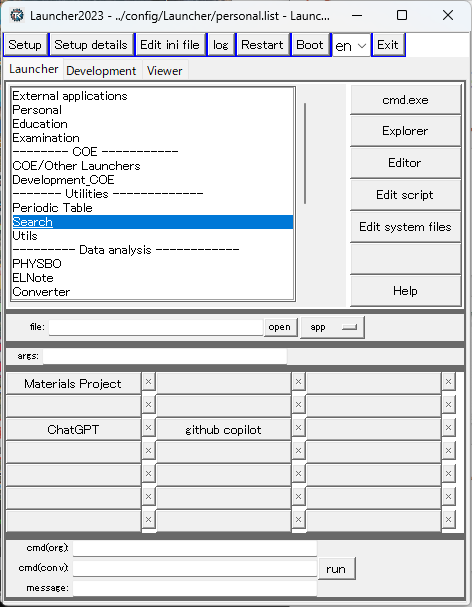 Launcher2023 - ../config/Launcher/personal.list - Launc...
Setup Setup details Edit ini file log Restart Boot en Exit
Launcher Development Viewer
External applications
Personal
Education
Examination
-------- COE -----------
COE/Other Launchers
Development_COE
------- Utilities -------------
Periodic Table
Search
Utils
--------- Data analysis ------------
PHYSBO
ELNote
Converter
cmd.exe
Explorer
Editor
Edit script
Edit system files
Help
file: open app
args:
Materials Project × × ×
× × ×
ChatGPT × github copilot × ×
× × ×
× × ×
× × ×
× × ×
cmd(org):
cmd(conv): run
message: